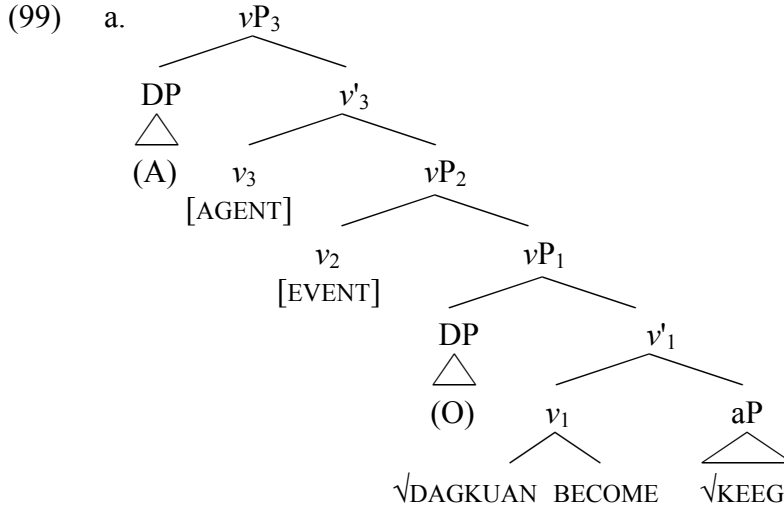 (99) a. vP₃
DP v'₃
(A) v₃ vP₂
[AGENT]
v₂ vP₁
[EVENT]
DP v'₁
(O) v₁ aP
√DAGKUAN BECOME √KEEG